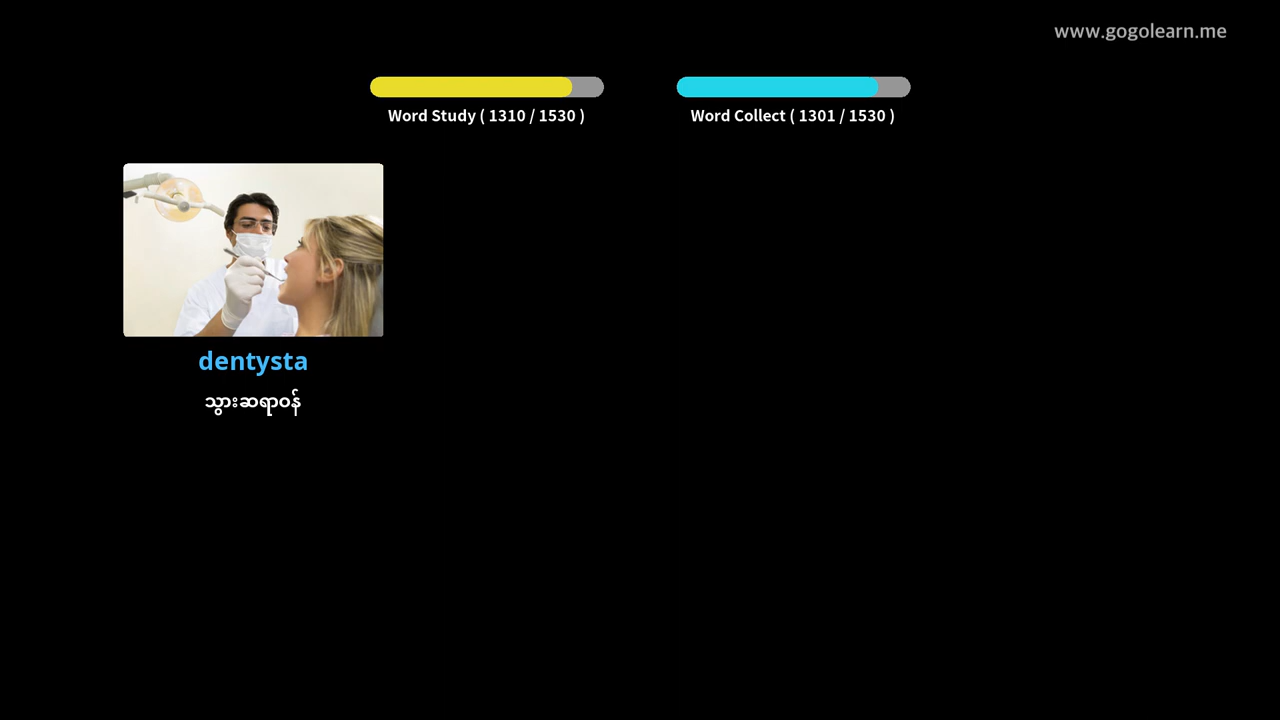 www.gogolearn.me
Word Study ( 1310 / 1530 )
Word Collect ( 1301 / 1530 )
dentysta
သွားဆရာဝန်